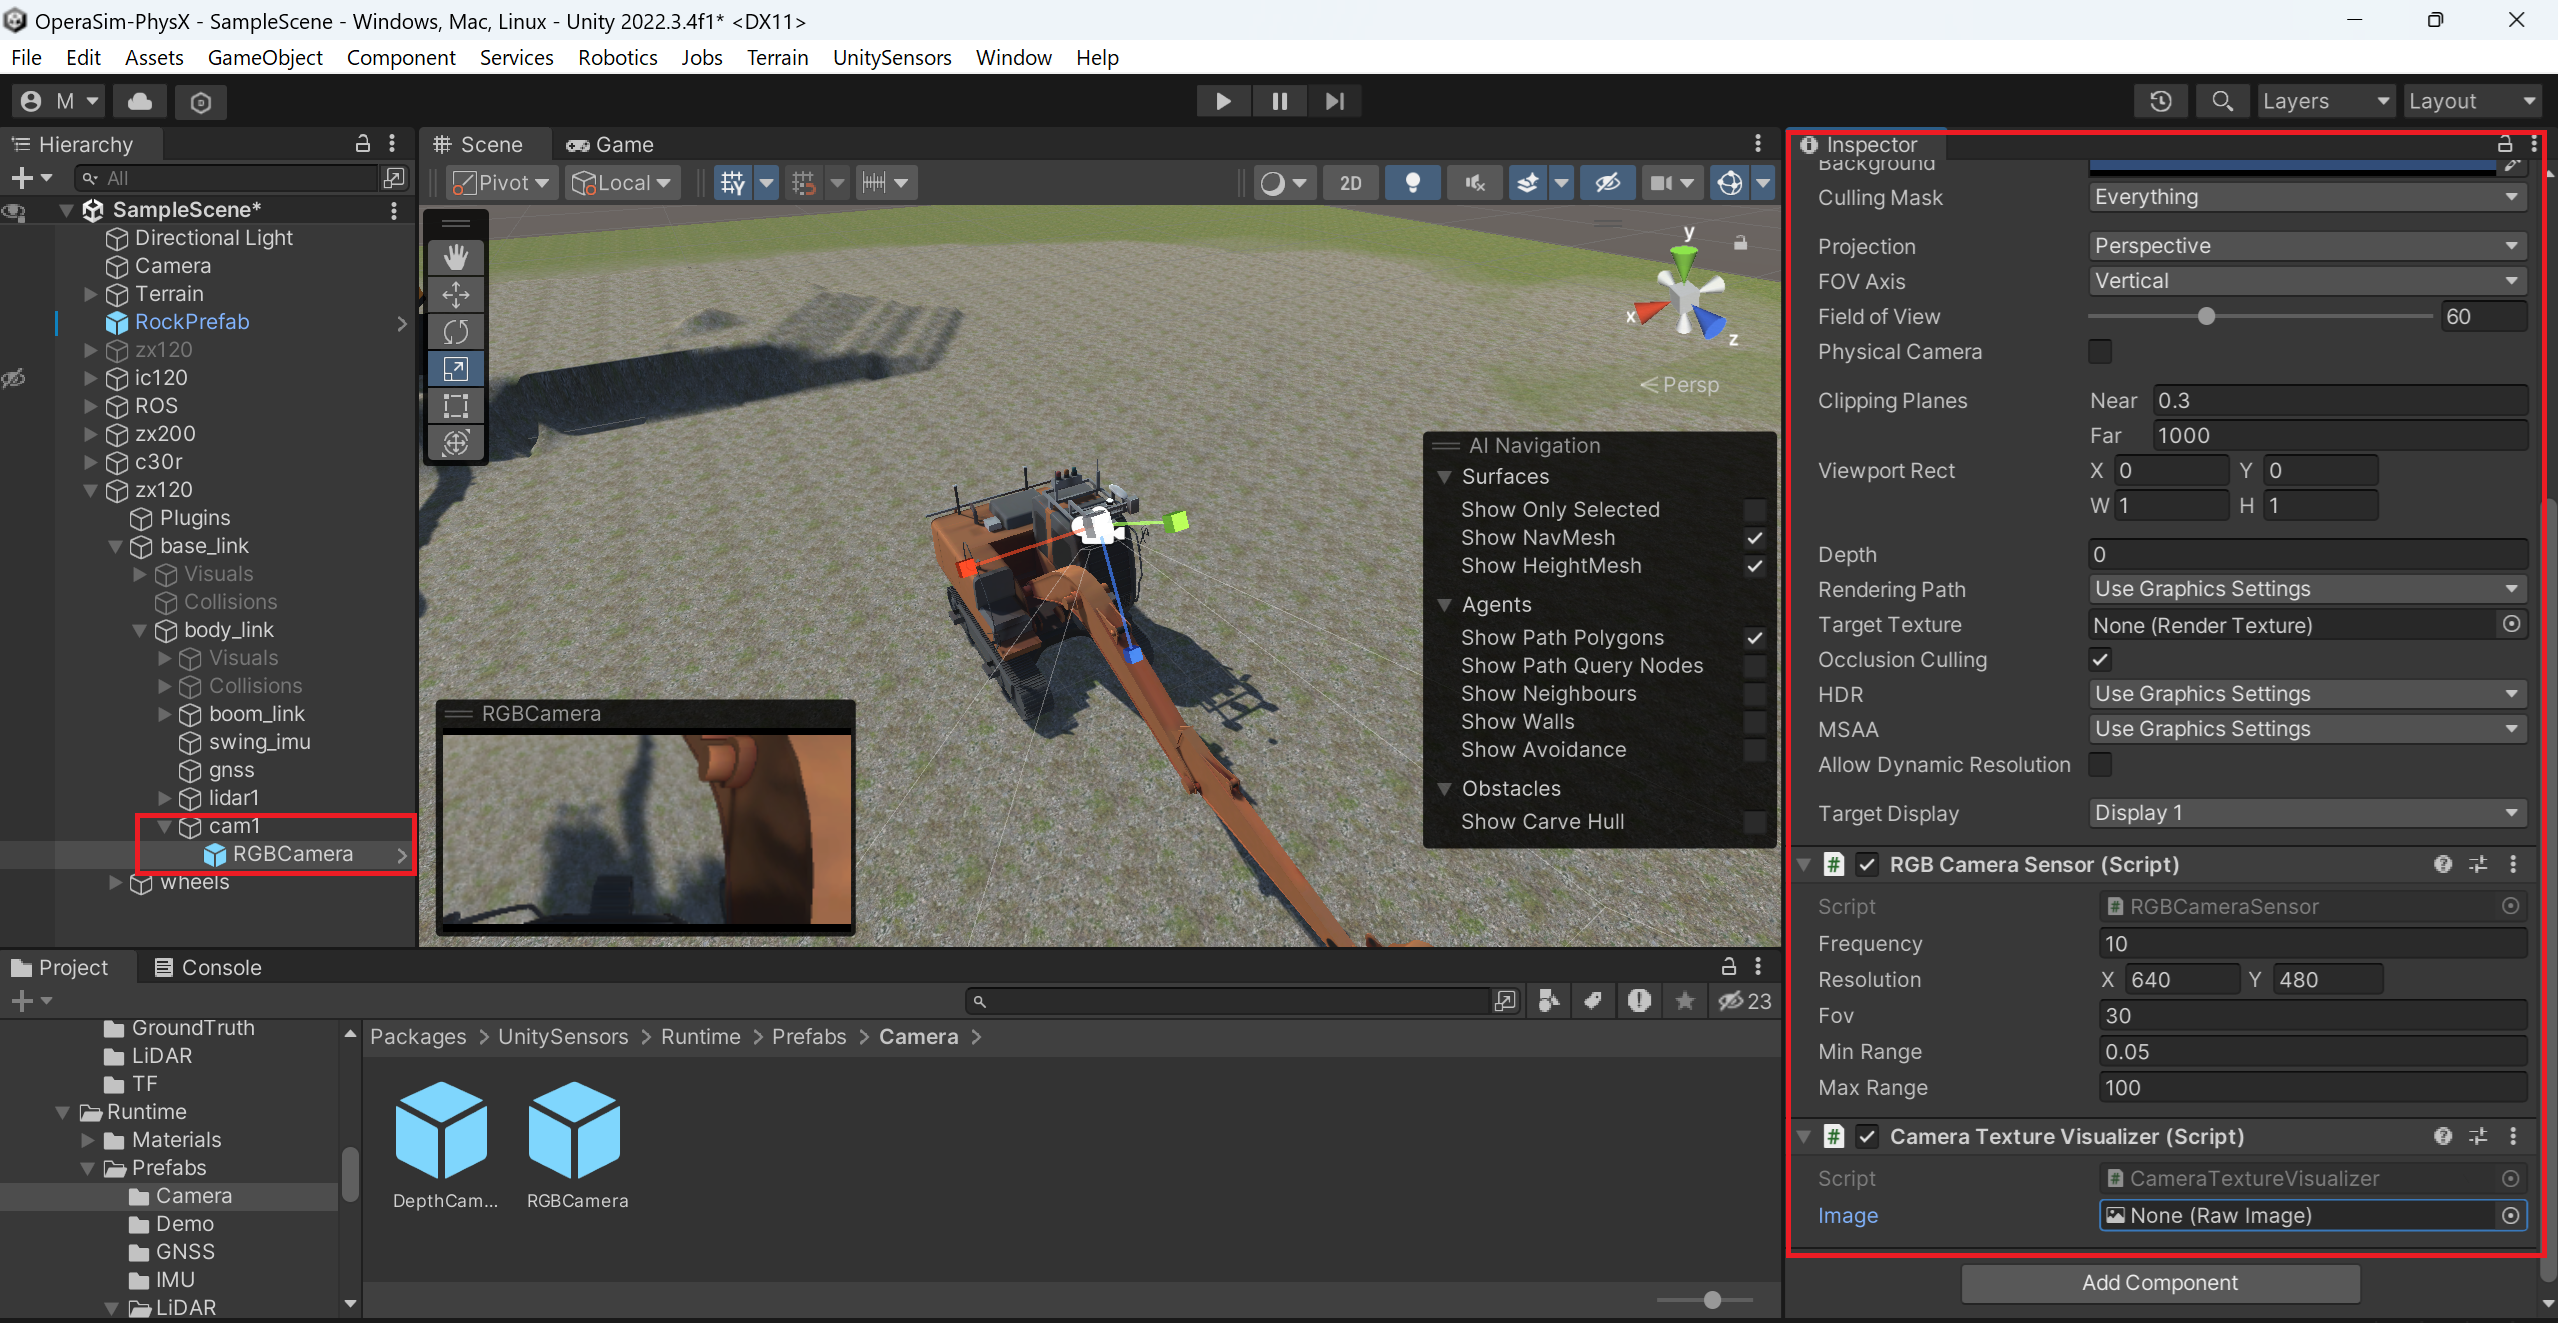 OperaSim-PhysX - SampleScene - Windows, Mac, Linux - Unity 2022.3.4f1* <DX11>
File Edit Assets GameObject Component Services Robotics Jobs Terrain UnitySensors Window Help
M
Layers
Layout
Hierarchy
All
SampleScene*
Directional Light
Camera
Terrain
RockPrefab
zx120
ic120
ROS
zx200
c30r
zx120
Plugins
base_link
Visuals
Collisions
body_link
Visuals
Collisions
boom_link
swing_imu
gnss
lidar1
cam1
RGBCamera
wheels
Scene
Game
Pivot
Local
2D
y
x
z
Persp
AI Navigation
Surfaces
Show Only Selected
Show NavMesh
Show HeightMesh
Agents
Show Path Polygons
Show Path Query Nodes
Show Neighbours
Show Walls
Show Avoidance
Obstacles
Show Carve Hull
RGBCamera
Project
Console
23
GroundTruth
LiDAR
TF
Runtime
Materials
Prefabs
Camera
Demo
GNSS
IMU
LiDAR
Packages > UnitySensors > Runtime > Prefabs > Camera >
DepthCam...
RGBCamera
Inspector
Background
Culling Mask Everything
Projection Perspective
FOV Axis Vertical
Field of View 60
Physical Camera
Clipping Planes Near 0.3
Far 1000
Viewport Rect X 0 Y 0
W 1 H 1
Depth 0
Rendering Path Use Graphics Settings
Target Texture None (Render Texture)
Occlusion Culling
HDR Use Graphics Settings
MSAA Use Graphics Settings
Allow Dynamic Resolution
Target Display Display 1
# RGB Camera Sensor (Script)
Script # RGBCameraSensor
Frequency 10
Resolution X 640 Y 480
Fov 30
Min Range 0.05
Max Range 100
# Camera Texture Visualizer (Script)
Script # CameraTextureVisualizer
Image None (Raw Image)
Add Component